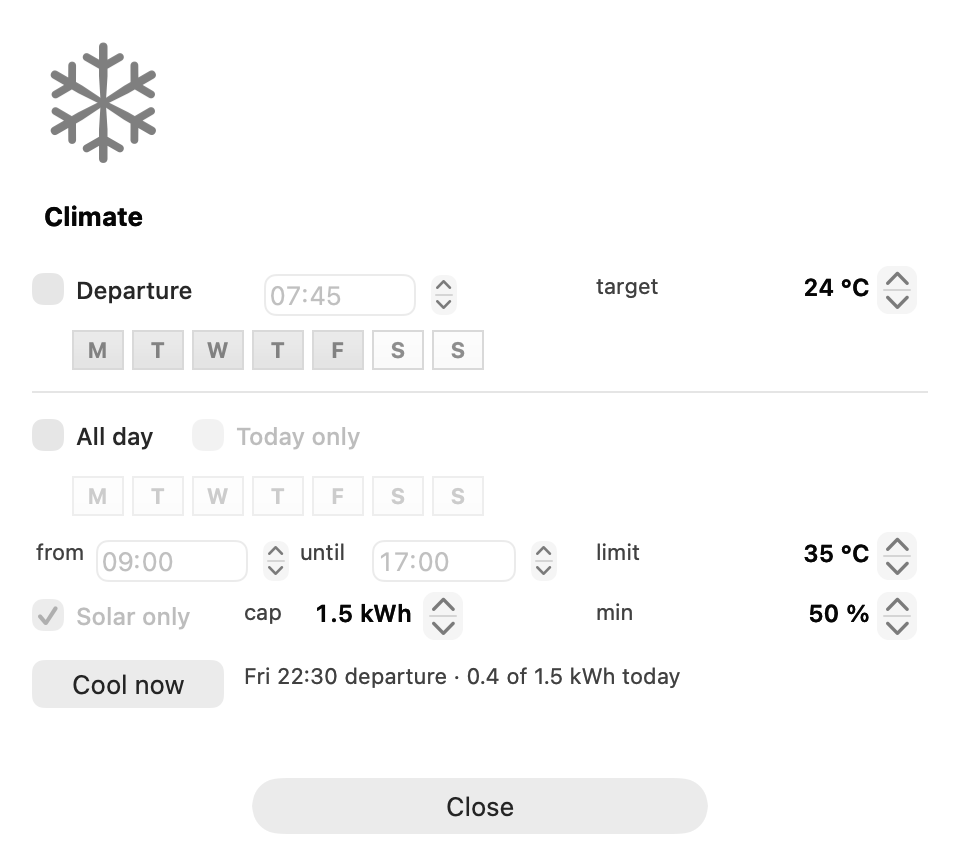 Climate
Departure 07:45 target 24 °C
M T W T F S S
All day Today only
M T W T F S S
from 09:00 until 17:00 limit 35 °C
Solar only cap 1.5 kWh min 50 %
Cool now Fri 22:30 departure · 0.4 of 1.5 kWh today
Close